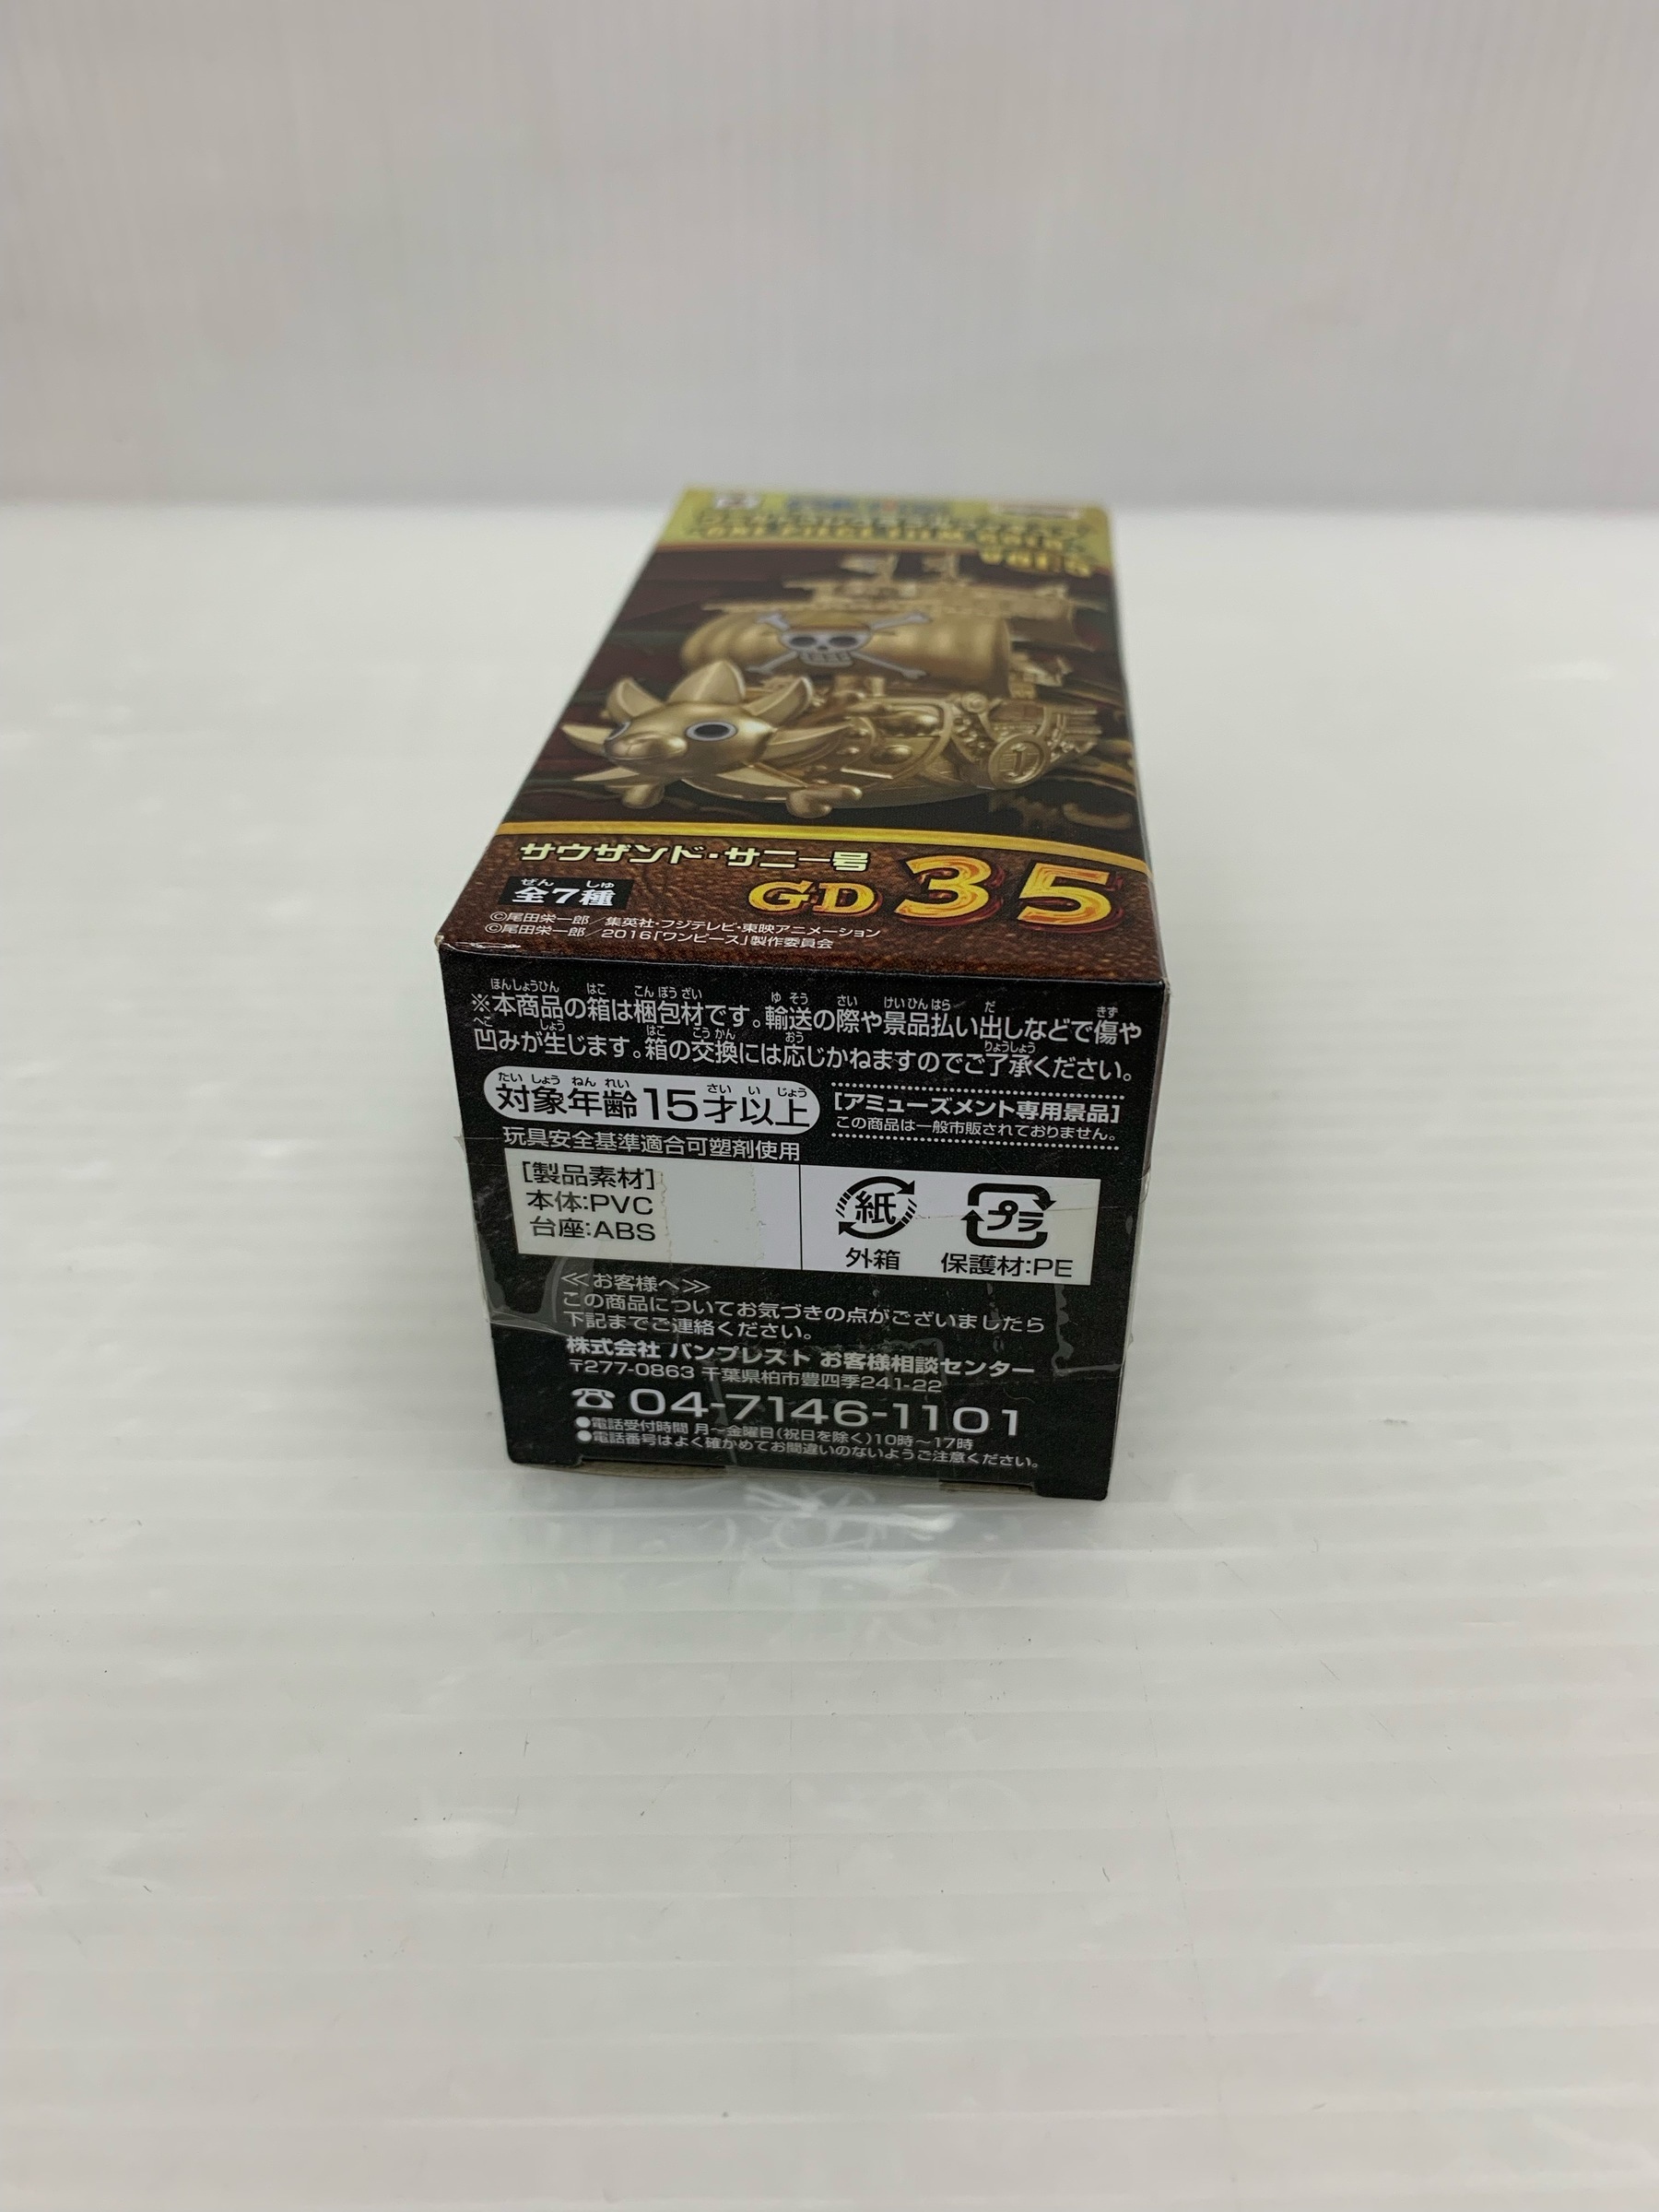 サウザンド・サニー号
GD 35
全7種
©尾田栄一郎／集英社・フジテレビ・東映アニメーション
©尾田栄一郎／2016「ワンピース」製作委員会
※本商品の箱は梱包材です。輸送の際や景品払い出しなどで傷や
凹みが生じます。箱の交換には応じかねますのでご了承ください。
対象年齢15才以上
[アミューズメント専用景品]
この商品は一般市販されておりません。
玩具安全基準適合可塑剤使用
[製品素材]
本体:PVC
台座:ABS
紙
外箱
プラ
保護材:PE
≪お客様へ≫
この商品についてお気づきの点がございましたら
下記までご連絡ください。
株式会社 バンプレスト お客様相談センター
〒277-0863 千葉県柏市豊四季241-22
☎04-7146-1101
●電話受付時間 月～金曜日(祝日を除く)10時～17時
●電話番号はよく確かめてお間違いのないようご注意ください。